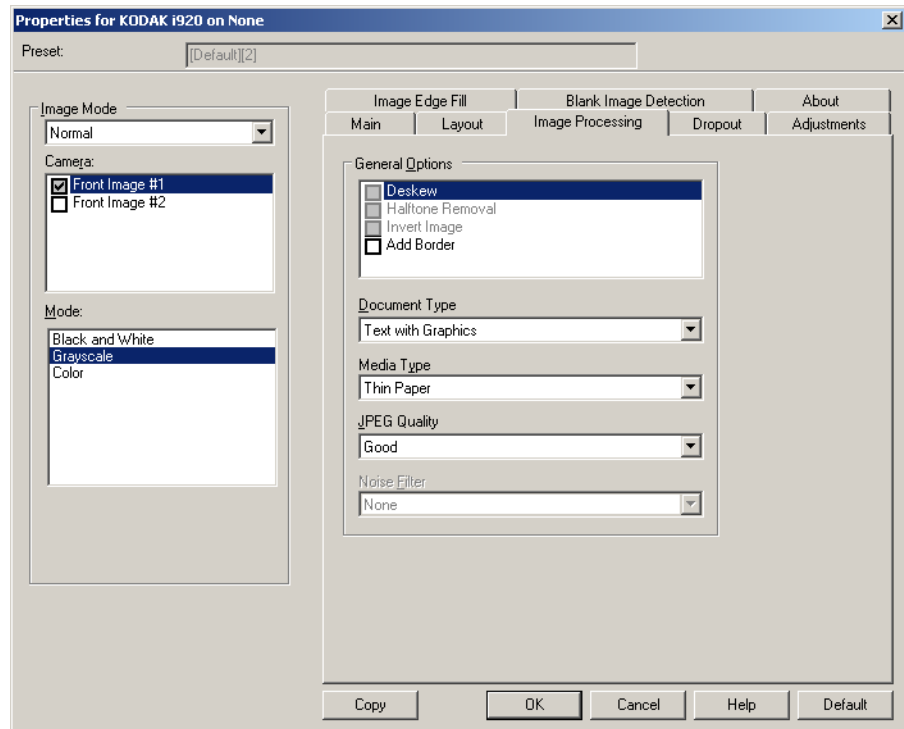 Properties for KODAK i920 on None
Preset:
[Default][2]
Image Mode
Normal
Camera:
Front Image #1
Front Image #2
Mode:
Black and White
Grayscale
Color
Image Edge Fill
Blank Image Detection
About
Main
Layout
Image Processing
Dropout
Adjustments
General Options
Deskew
Halftone Removal
Invert Image
Add Border
Document Type
Text with Graphics
Media Type
Thin Paper
JPEG Quality
Good
Noise Filter
None
Copy
OK
Cancel
Help
Default